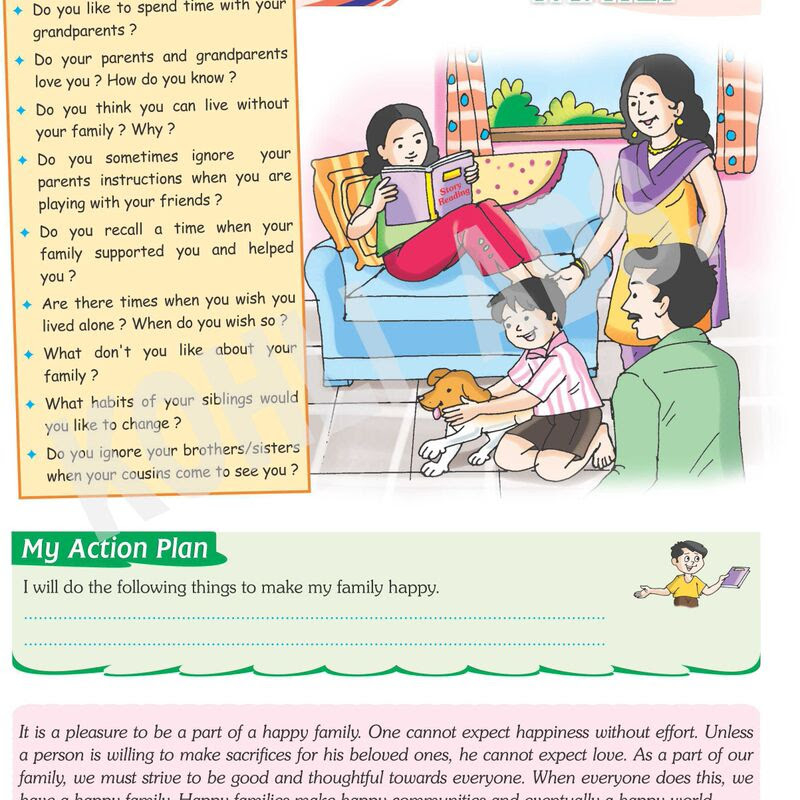 Do you like to spend time with your
grandparents ?
Do your parents and grandparents
love you ? How do you know ?
Do you think you can live without
your family ? Why ?
Do you sometimes ignore your
parents instructions when you are
playing with your friends ?
Do you recall a time when your
family supported you and helped
you ?
Are there times when you wish you
lived alone ? When do you wish so ?
What don't you like about your
family ?
What habits of your siblings would
you like to change ?
Do you ignore your brothers/sisters
when your cousins come to see you ?
Story
Reading
My Action Plan
I will do the following things to make my family happy.
It is a pleasure to be a part of a happy family. One cannot expect happiness without effort. Unless
a person is willing to make sacrifices for his beloved ones, he cannot expect love. As a part of our
family, we must strive to be good and thoughtful towards everyone. When everyone does this, we
have a happy family. Happy families make happy communities and eventually a happy world.